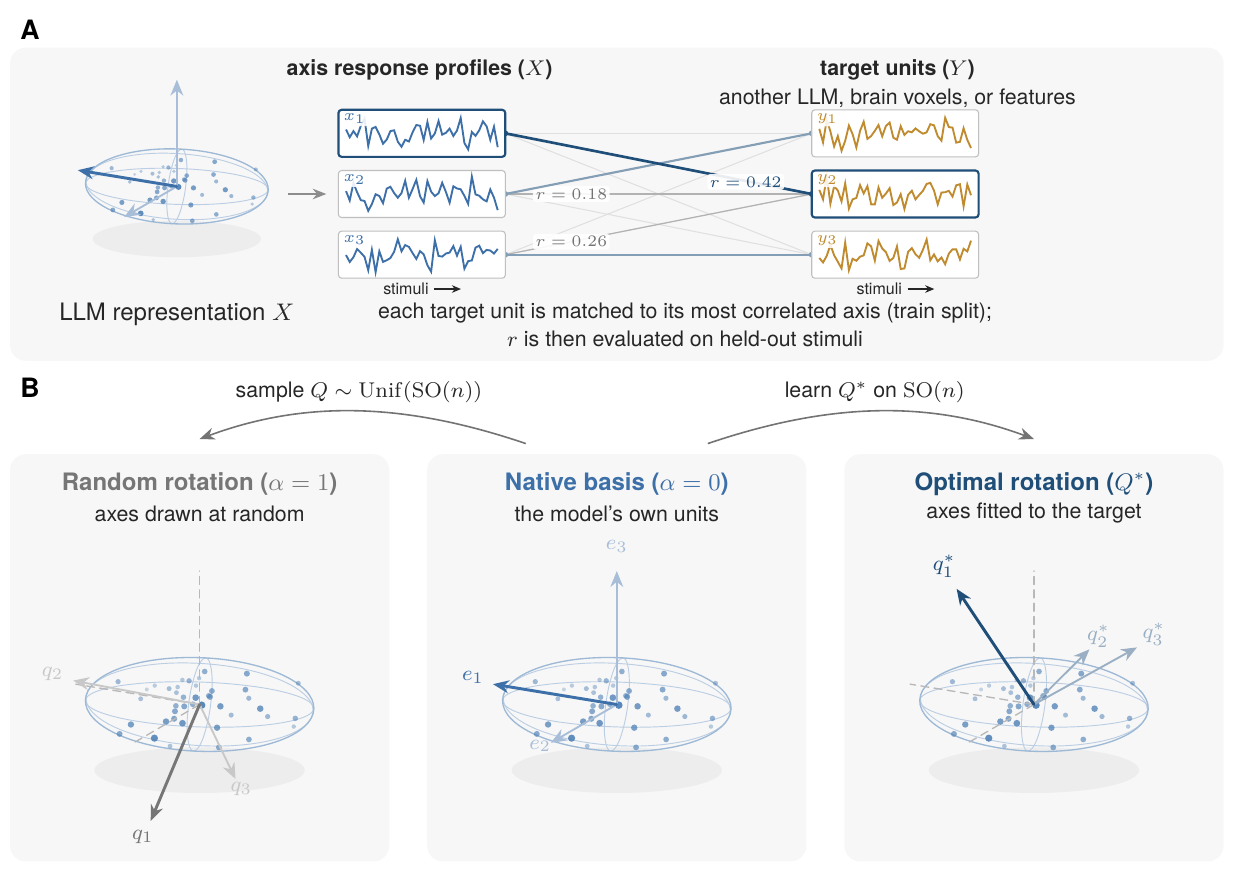 A
axis response profiles (X)
target units (Y)
another LLM, brain voxels, or features
x1
y1
x2
r = 0.18
r = 0.42
y2
x3
r = 0.26
y3
stimuli
stimuli
LLM representation X
each target unit is matched to its most correlated axis (train split);
r is then evaluated on held-out stimuli
B
sample Q ∼ Unif(SO(n))
learn Q* on SO(n)
Random rotation (α = 1)
axes drawn at random
q2
q3
q1
Native basis (α = 0)
the model's own units
e3
e1
e2
Optimal rotation (Q*)
axes fitted to the target
q1*
q2*
q3*